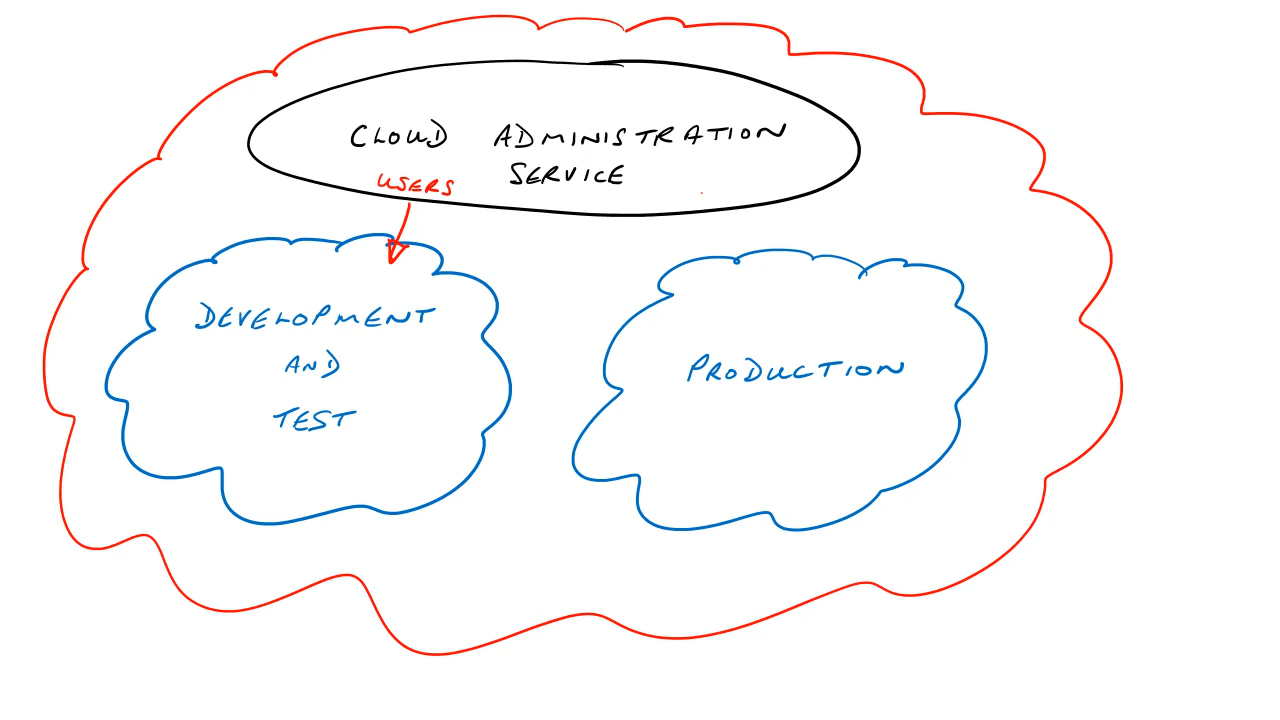 CLOUD ADMINISTRATION
SERVICE
USERS
DEVELOPMENT
AND
TEST
PRODUCTION